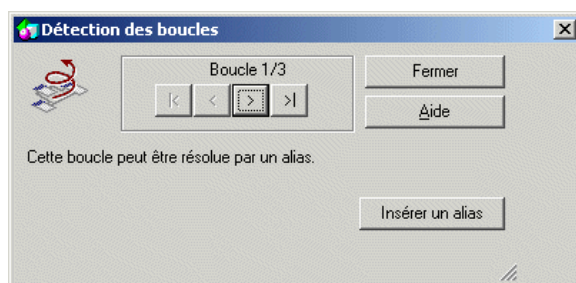 Détection des boucles
Boucle 1/3
|< < > >|
Fermer
Aide
Cette boucle peut être résolue par un alias.
Insérer un alias